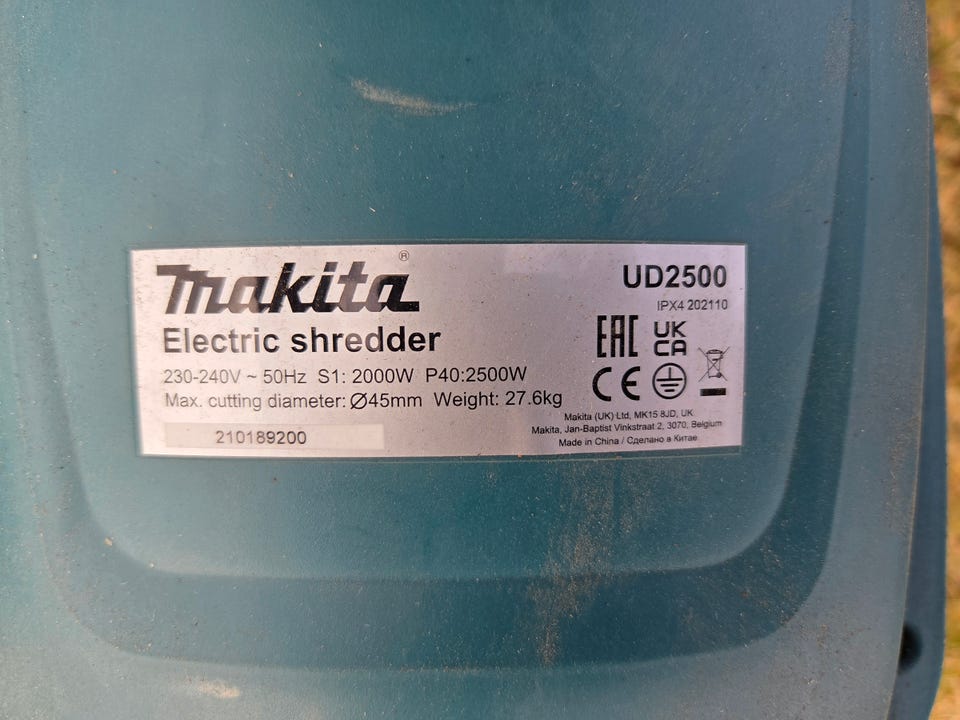 makita®
Electric shredder
230-240V ~ 50Hz S1: 2000W P40:2500W
Max. cutting diameter: Ø45mm Weight: 27.6kg
210189200
UD2500
IPX4 202110
EAC UK CA
CE
Makita (UK) Ltd, MK15 8JD, UK
Makita, Jan-Baptist Vinkstraat 2, 3070, Belgium
Made in China / Сделано в Китае